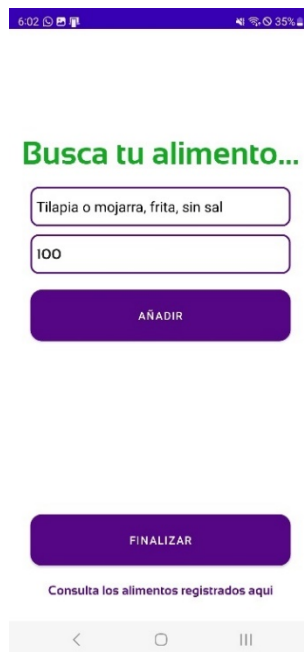 6:02 35%
Busca tu alimento...
Tilapia o mojarra, frita, sin sal
100
AÑADIR
FINALIZAR
Consulta los alimentos registrados aqui